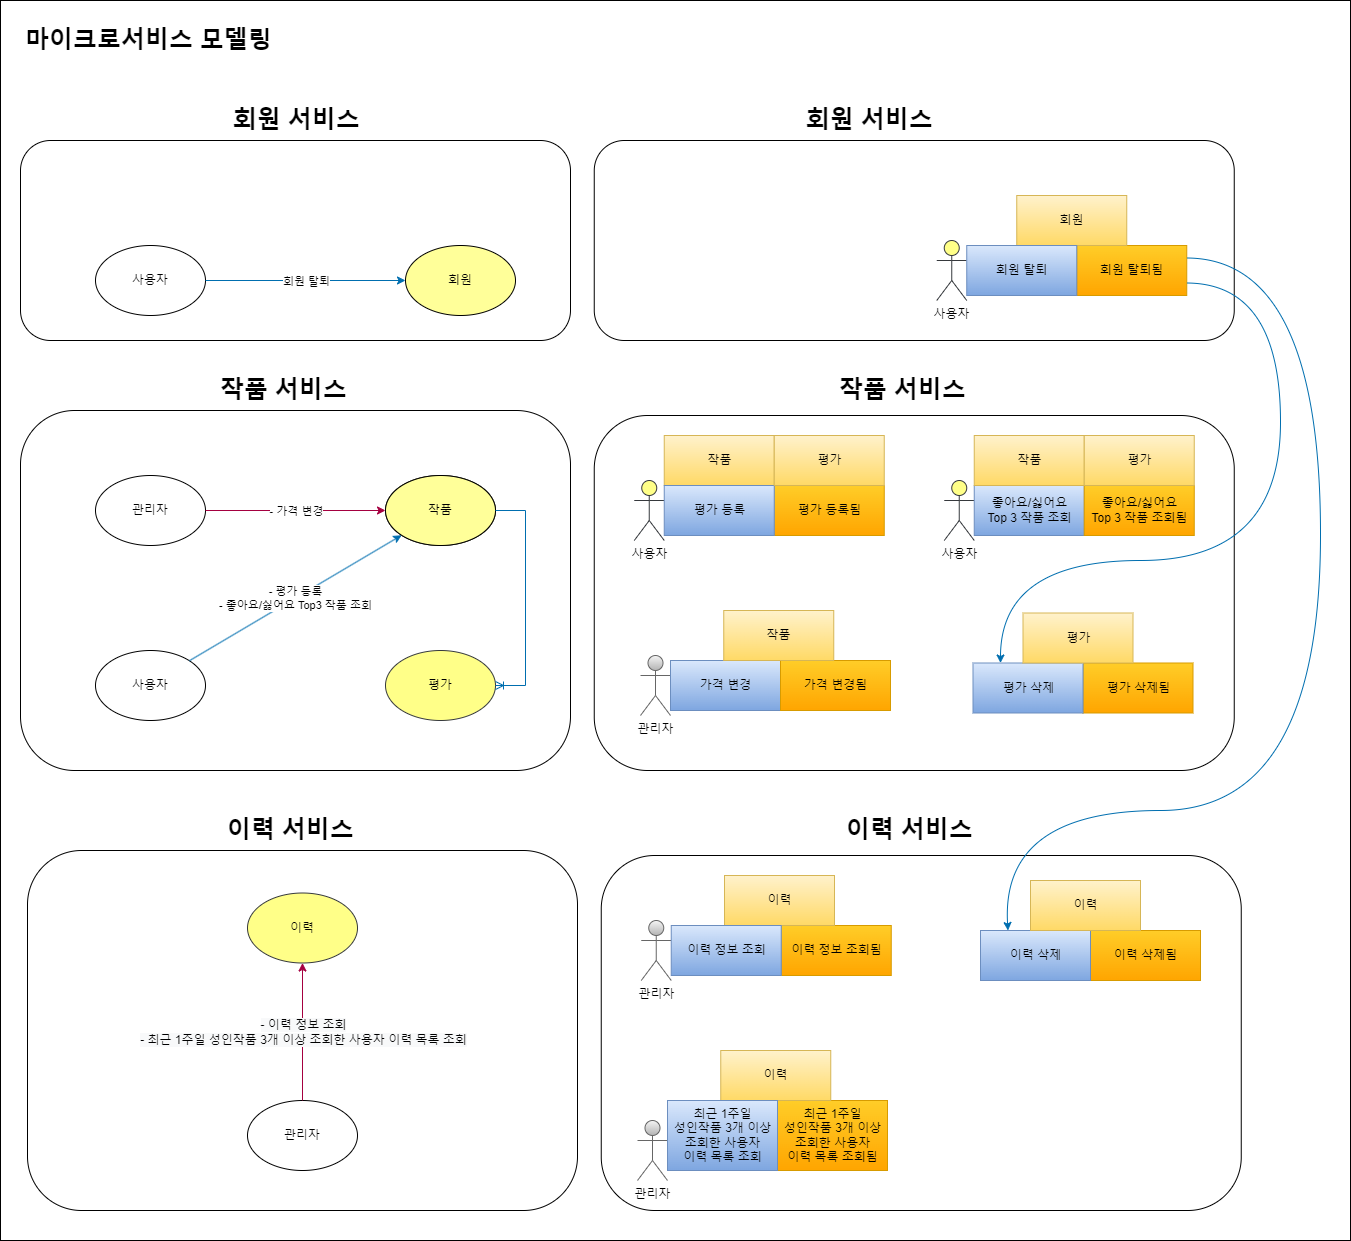 마이크로서비스 모델링
회원 서비스
사용자
회원 탈퇴
회원
회원 서비스
회원
회원 탈퇴
회원 탈퇴됨
사용자
작품 서비스
관리자
- 가격 변경
작품
- 평가 등록
- 좋아요/싫어요 Top3 작품 조회
사용자
평가
작품 서비스
작품
평가
평가 등록
평가 등록됨
사용자
작품
평가
좋아요/싫어요
Top 3 작품 조회
좋아요/싫어요
Top 3 작품 조회됨
사용자
작품
가격 변경
가격 변경됨
관리자
평가
평가 삭제
평가 삭제됨
이력 서비스
이력
- 이력 정보 조회
- 최근 1주일 성인작품 3개 이상 조회한 사용자 이력 목록 조회
관리자
이력 서비스
이력
이력 정보 조회
이력 정보 조회됨
관리자
이력
이력 삭제
이력 삭제됨
이력
최근 1주일
성인작품 3개 이상
조회한 사용자
이력 목록 조회
최근 1주일
성인작품 3개 이상
조회한 사용자
이력 목록 조회됨
관리자